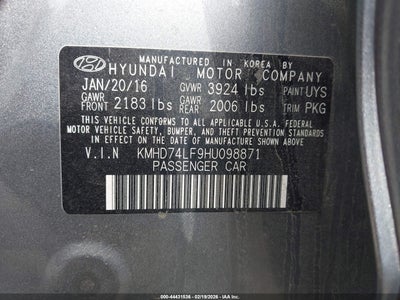 MANUFACTURED IN KOREA BY
HYUNDAI MOTOR COMPANY
JAN/20/16 GVWR 3924 lbs PAINT UYS
GAWR FRONT 2183 lbs GAWR REAR 2006 lbs TRIM PKG
THIS VEHICLE CONFORMS TO ALL APPLICABLE U.S.A. FEDERAL
MOTOR VEHICLE SAFETY, BUMPER, AND THEFT PREVENTION
STANDARDS IN EFFECT ON THE DATE OF MANUFACTURE SHOWN ABOVE.
V.I.N KMHD74LF9HU098871
PASSENGER CAR
000-44431536 - 02/19/2026 - IAA, Inc.